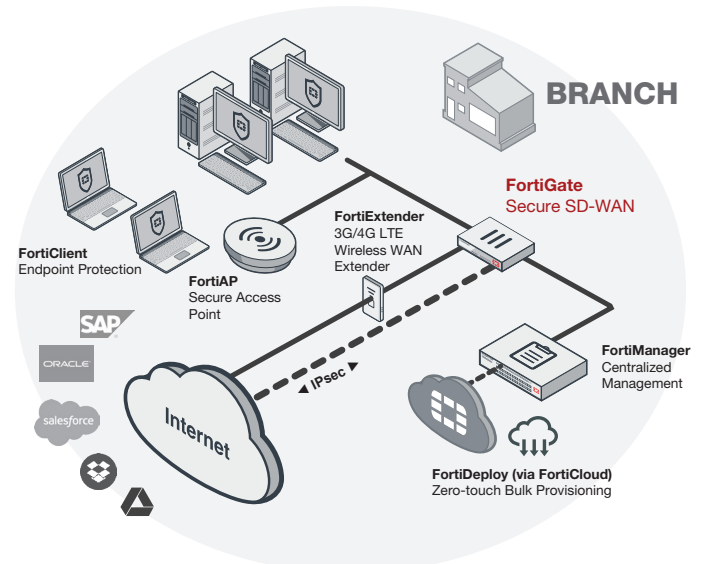 BRANCH
FortiGate
Secure SD-WAN
FortiExtender
3G/4G LTE
Wireless WAN
Extender
FortiClient
Endpoint Protection
FortiAP
Secure Access
Point
SAP
ORACLE
salesforce
Internet
◄ IPsec ►
FortiManager
Centralized
Management
FortiDeploy (via FortiCloud)
Zero-touch Bulk Provisioning